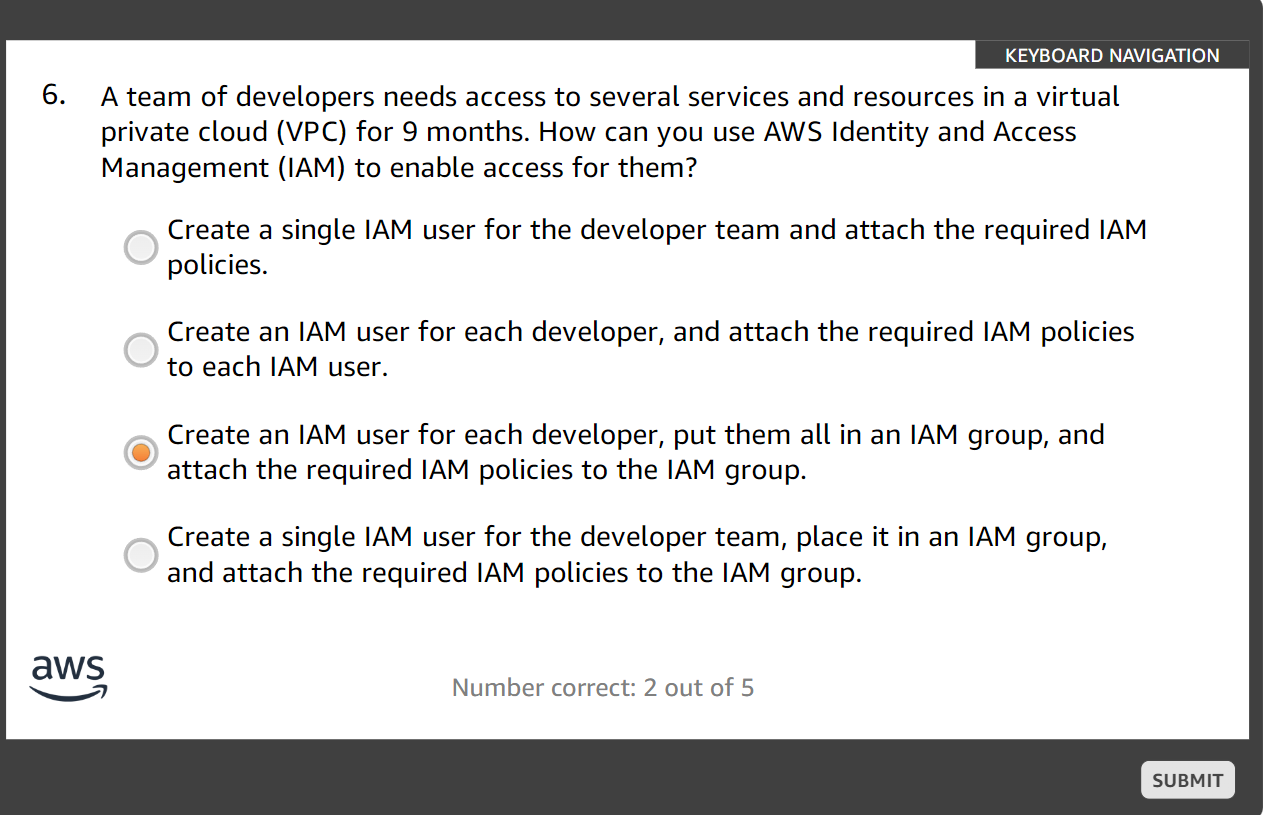 KEYBOARD NAVIGATION
6. A team of developers needs access to several services and resources in a virtual
private cloud (VPC) for 9 months. How can you use AWS Identity and Access
Management (IAM) to enable access for them?
Create a single IAM user for the developer team and attach the required IAM
policies.
Create an IAM user for each developer, and attach the required IAM policies
to each IAM user.
Create an IAM user for each developer, put them all in an IAM group, and
attach the required IAM policies to the IAM group.
Create a single IAM user for the developer team, place it in an IAM group,
and attach the required IAM policies to the IAM group.
aws
Number correct: 2 out of 5
SUBMIT